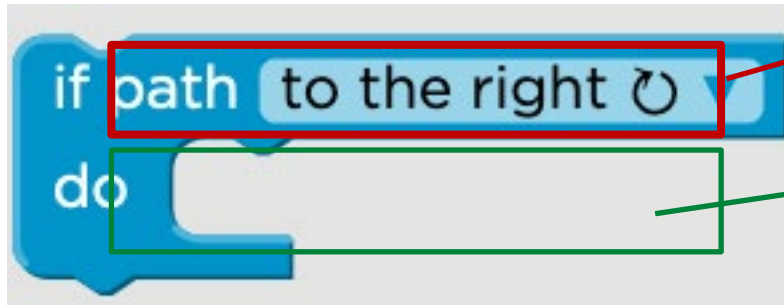 if path to the right ↻ ▼
do